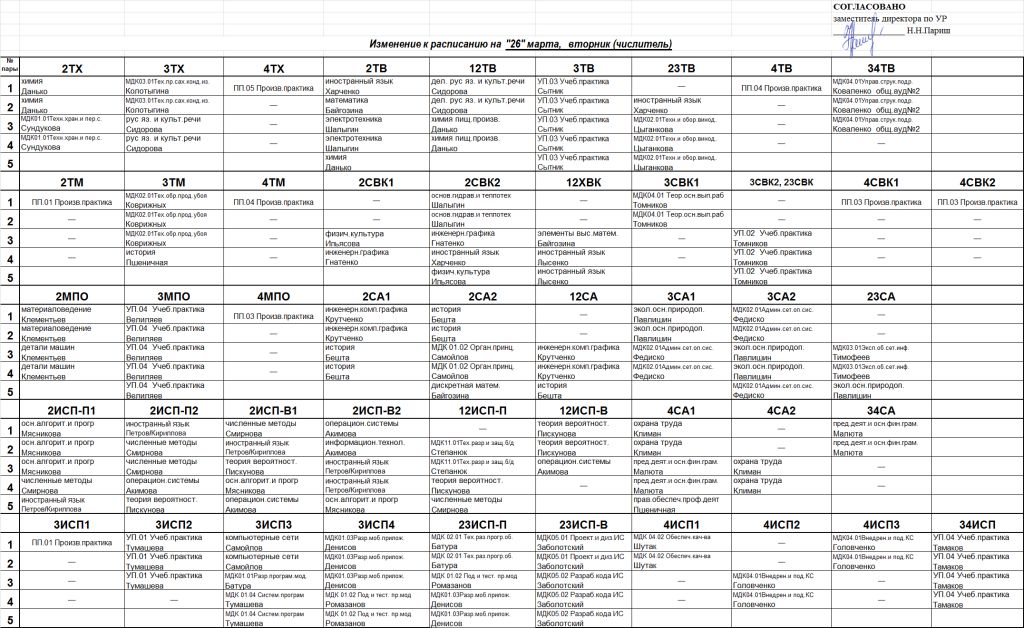 СОГЛАСОВАНО
заместитель директора по УР
Н.Н.Париш
Изменение к расписанию на "26" марта, вторник (числитель)
№ пары 2ТХ 3ТХ 4ТХ 2ТВ 12ТВ 3ТВ 23ТВ 4ТВ 34ТВ
1 химия МДК03.01Тех.пр.сах.конд.из. ПП.05 Произв.практика иностранный язык дел. рус яз. и культ.речи УП.03 Учеб.практика — ПП.04 Произв.практика МДК04.01Управ.струк.подр.
Данько Колотыгина Харченко Сидорова Сытник Коваленко общ.ауд№2
2 химия МДК03.01Тех.пр.сах.конд.из. — математика дел. рус яз. и культ.речи УП.03 Учеб.практика иностранный язык — МДК04.01Управ.струк.подр.
Данько Колотыгина Байгозина Сидорова Сытник Харченко Коваленко общ.ауд№2
3 МДК01.01Техн.хран.и пер.с. рус яз. и культ.речи — электротехника химия пищ.произв. УП.03 Учеб.практика МДК02.01Техн.и обор.винод. — МДК04.01Управ.струк.подр.
Сундукова Сидорова Шалыгин Данько Сытник Цыганкова Коваленко общ.ауд№2
4 МДК01.01Техн.хран.и пер.с. рус яз. и культ.речи — электротехника химия пищ.произв. УП.03 Учеб.практика МДК02.01Техн.и обор.винод. — —
Сундукова Сидорова Шалыгин Данько Сытник Цыганкова
5 химия УП.03 Учеб.практика МДК02.01Техн.и обор.винод.
Данько Сытник Цыганкова
2ТМ 3ТМ 4ТМ 2СВК1 2СВК2 12ХВК 3СВК1 3СВК2, 23СВК 4СВК1 4СВК2
1 ПП.01 Произв.практика МДК02.01Тех.обр.прод.убоя ПП.04 Произв.практика — основ.гидрав.и теплотех — МДК04.01 Теор.осн.вып.раб — ПП.03 Произв.практика ПП.03 Произв.практика
Коврижных Шалыгин Томников
2 — МДК02.01Тех.обр.прод.убоя — — основ.гидрав.и теплотех — МДК04.01 Теор.осн.вып.раб — — —
Коврижных Шалыгин Томников
3 — МДК02.01Тех.обр.прод.убоя — физич.культура инженерн.графика элементы выс.матем. — УП.02 Учеб.практика —
Коврижных Ильясова Гнатенко Байгозина Томников
4 — история — инженерн.графика иностранный язык иностранный язык — УП.02 Учеб.практика —
Пшеничная Гнатенко Харченко Лысенко Томников
5 физич.культура иностранный язык УП.02 Учеб.практика
Ильясова Лысенко Томников
2МПО 3МПО 4МПО 2СА1 2СА2 12СА 3СА1 3СА2 23СА
1 материаловедение УП.04 Учеб.практика ПП.03 Произв.практика инженерн.комп.графика история — экол.осн.природоп. МДК02.01Админ.сет.оп.сис. —
Клементьев Велиляев Крутченко Бешта Павлишин Федиско
2 материаловедение УП.04 Учеб.практика — инженерн.комп.графика история — экол.осн.природоп. МДК02.01Админ.сет.оп.сис. —
Клементьев Велиляев Крутченко Бешта Павлишин Федиско
3 детали машин УП.04 Учеб.практика — история МДК 01.02 Орган.принц. инженерн.комп.графика МДК02.01Админ.сет.оп.сис. экол.осн.природоп. МДК03.01Эксп.об.сет.инф.
Клементьев Велиляев Бешта Самойлов Крутченко Федиско Павлишин Тимофеев
4 детали машин УП.04 Учеб.практика — история МДК 01.02 Орган.принц. инженерн.комп.графика МДК02.01Админ.сет.оп.сис. экол.осн.природоп. МДК03.01Эксп.об.сет.инф.
Клементьев Велиляев Бешта Самойлов Крутченко Федиско Павлишин Тимофеев
5 УП.04 Учеб.практика дискретная матем. история МДК02.01Админ.сет.оп.сис. экол.осн.природоп.
Велиляев Байгозина Бешта Федиско Павлишин
2ИСП-П1 2ИСП-П2 2ИСП-В1 2ИСП-В2 12ИСП-П 12ИСП-В 4СА1 4СА2 34СА
1 осн.алгорит.и прогр иностранный язык численные методы операцион.системы — теория вероятност. охрана труда — пред.деят.и осн.фин.грам.
Мясникова Петров/Кириллова Смирнова Акимова Пискунова Климан Малюта
2 осн.алгорит.и прогр численные методы иностранный язык информацион.технол. МДК11.01Тех.разр.и защ.б/д теория вероятност. охрана труда — пред.деят.и осн.фин.грам.
Мясникова Смирнова Петров/Кириллова Акимова Степанюк Пискунова Климан Малюта
3 осн.алгорит.и прогр численные методы теория вероятност. иностранный язык МДК11.01Тех.разр.и защ.б/д операцион.системы пред.деят.и осн.фин.грам. охрана труда —
Мясникова Смирнова Пискунова Петров/Кириллова Степанюк Акимова Малюта Климан
4 численные методы операцион.системы осн.алгорит.и прогр иностранный язык теория вероятност. — пред.деят.и осн.фин.грам. охрана труда —
Смирнова Акимова Мясникова Петров/Кириллова Пискунова Малюта Климан
5 иностранный язык теория вероятност. операцион.системы осн.алгорит.и прогр численные методы прав.обеспеч.проф.деят
Петров/Кириллова Пискунова Акимова Мясникова Смирнова Пшеничная
3ИСП1 3ИСП2 3ИСП3 3ИСП4 23ИСП-П 23ИСП-В 4ИСП1 4ИСП2 4ИСП3 34ИСП
1 ПП.01 Произв.практика УП.01 Учеб.практика компьютерные сети МДК01.03Разр.моб.прилож. МДК 02.01 Тех.раз.прогр.об. МДК05.01 Проект.и диз.ИС МДК 04.02 Обеспеч.кач-ва — МДК04.01Внедрен.и под.КС УП.04 Учеб.практика
Тумашева Самойлов Денисов Батура Заболотский Шутак Головченко Тамаков
2 — УП.01 Учеб.практика компьютерные сети МДК01.03Разр.моб.прилож. МДК 02.01 Тех.раз.прогр.об. МДК05.01 Проект.и диз.ИС МДК 04.02 Обеспеч.кач-ва — МДК04.01Внедрен.и под.КС УП.04 Учеб.практика
Тумашева Самойлов Денисов Батура Заболотский Шутак Головченко Тамаков
3 — УП.01 Учеб.практика МДК01.01Разр.програм.мод. МДК01.03Разр.моб.прилож. МДК 01.02 Под и тест. пр.мод МДК05.02 Разраб.кода ИС — МДК04.01Внедрен.и под.КС — УП.04 Учеб.практика
Тумашева Батура Денисов Ромазанов Заболотский Головченко Тамаков
4 — — МДК 01.04 Систем.програм МДК 01.02 Под и тест. пр.мод МДК01.03Разр.моб.прилож. МДК05.02 Разраб.кода ИС — МДК04.01Внедрен.и под.КС — УП.04 Учеб.практика
Тумашева Ромазанов Денисов Заболотский Головченко Тамаков
5 МДК 01.04 Систем.програм МДК 01.02 Под и тест. пр.мод МДК01.03Разр.моб.прилож. МДК05.02 Разраб.кода ИС
Тумашева Ромазанов Денисов Заболотский